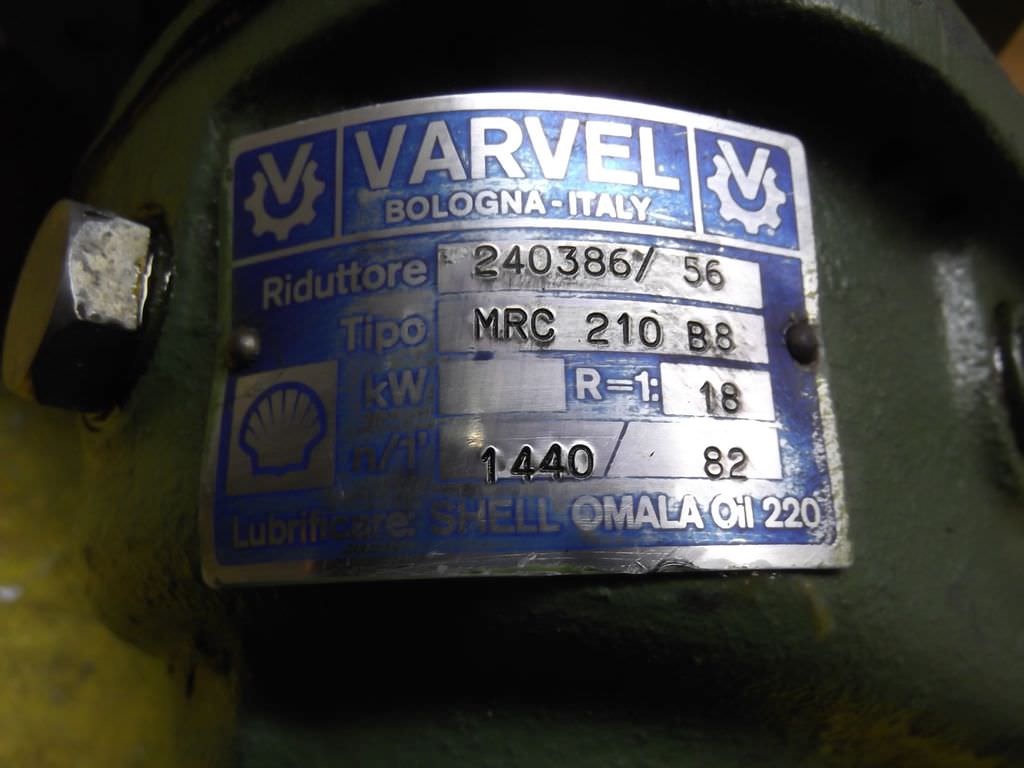 VARVEL
BOLOGNA-ITALY
Riduttore 240386/ 56
Tipo MRC 210 B8
kW R=1: 18
n/1' 1440 / 82
Lubrificare: SHELL OMALA Oil 220